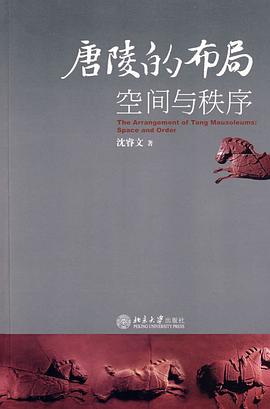 唐陵的布局
空间与秩序
The Arrangement of Tang Mausoleums:
Space and Order
沈睿文 著
北京大学出版社
PEKING UNIVERSITY PRESS